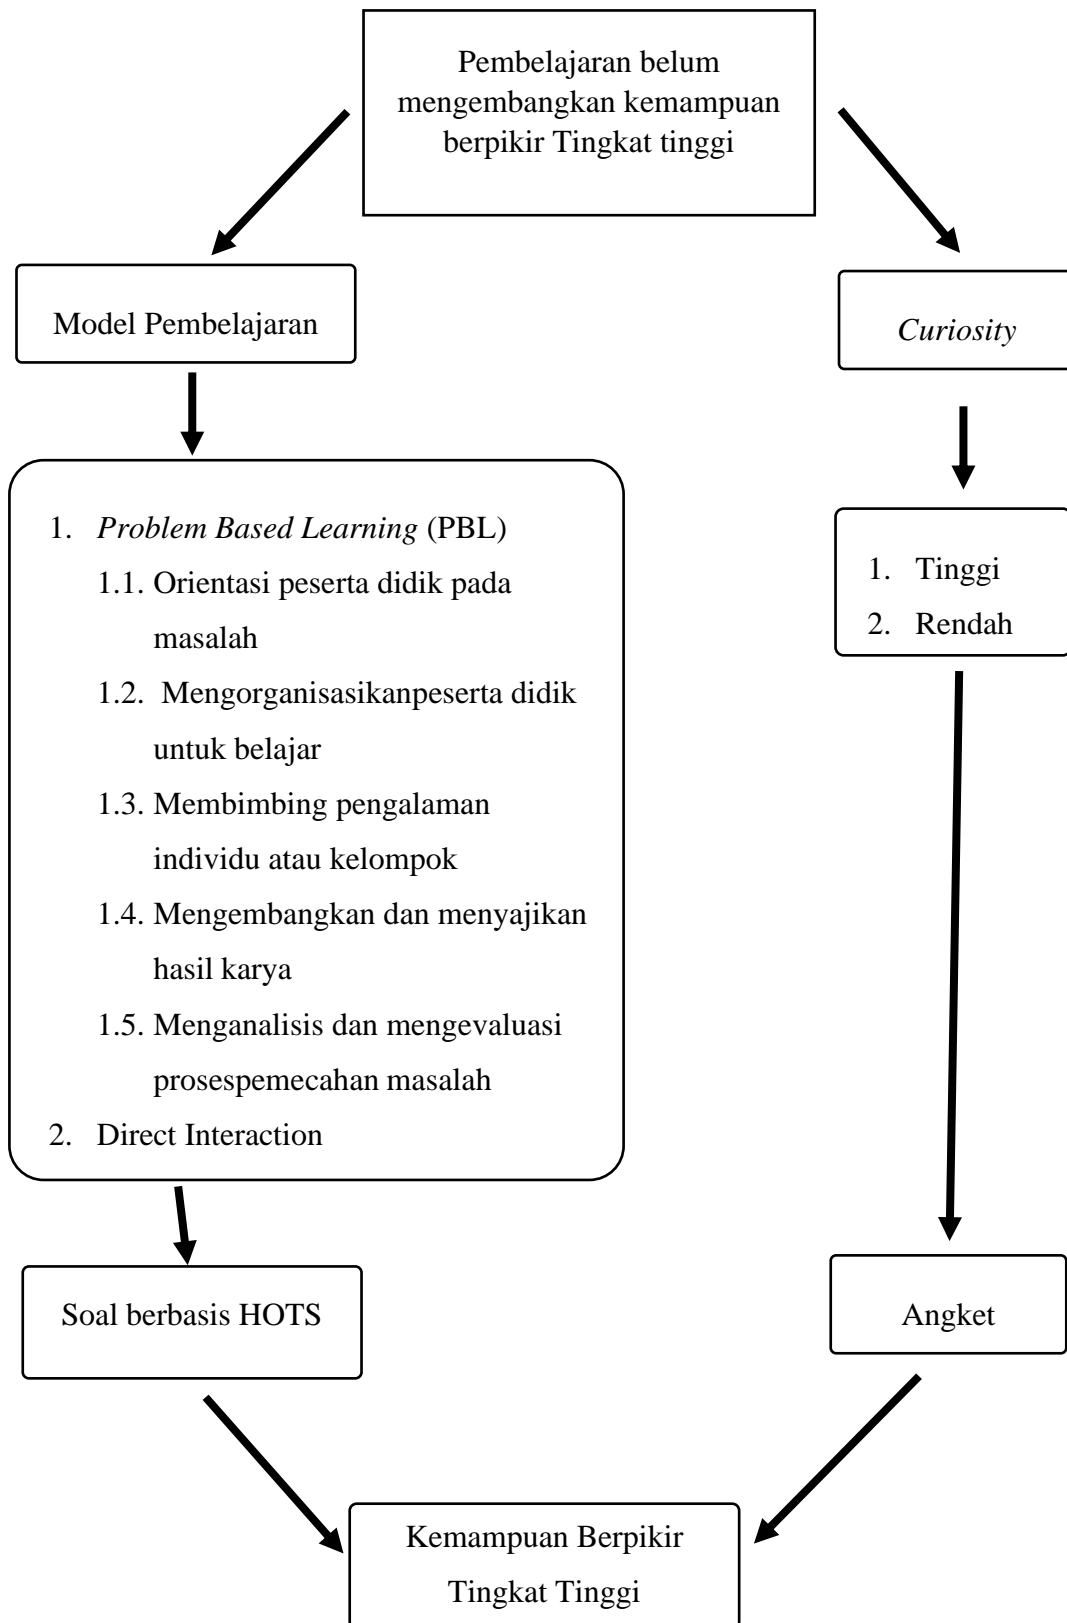 Pembelajaran belum
mengembangkan kemampuan
berpikir Tingkat tinggi
Model Pembelajaran
Curiosity
1. Problem Based Learning (PBL)
1.1. Orientasi peserta didik pada
masalah
1.2. Mengorganisasikanpeserta didik
untuk belajar
1.3. Membimbing pengalaman
individu atau kelompok
1.4. Mengembangkan dan menyajikan
hasil karya
1.5. Menganalisis dan mengevaluasi
prosespemecahan masalah
2. Direct Interaction
1. Tinggi
2. Rendah
Soal berbasis HOTS
Angket
Kemampuan Berpikir
Tingkat Tinggi